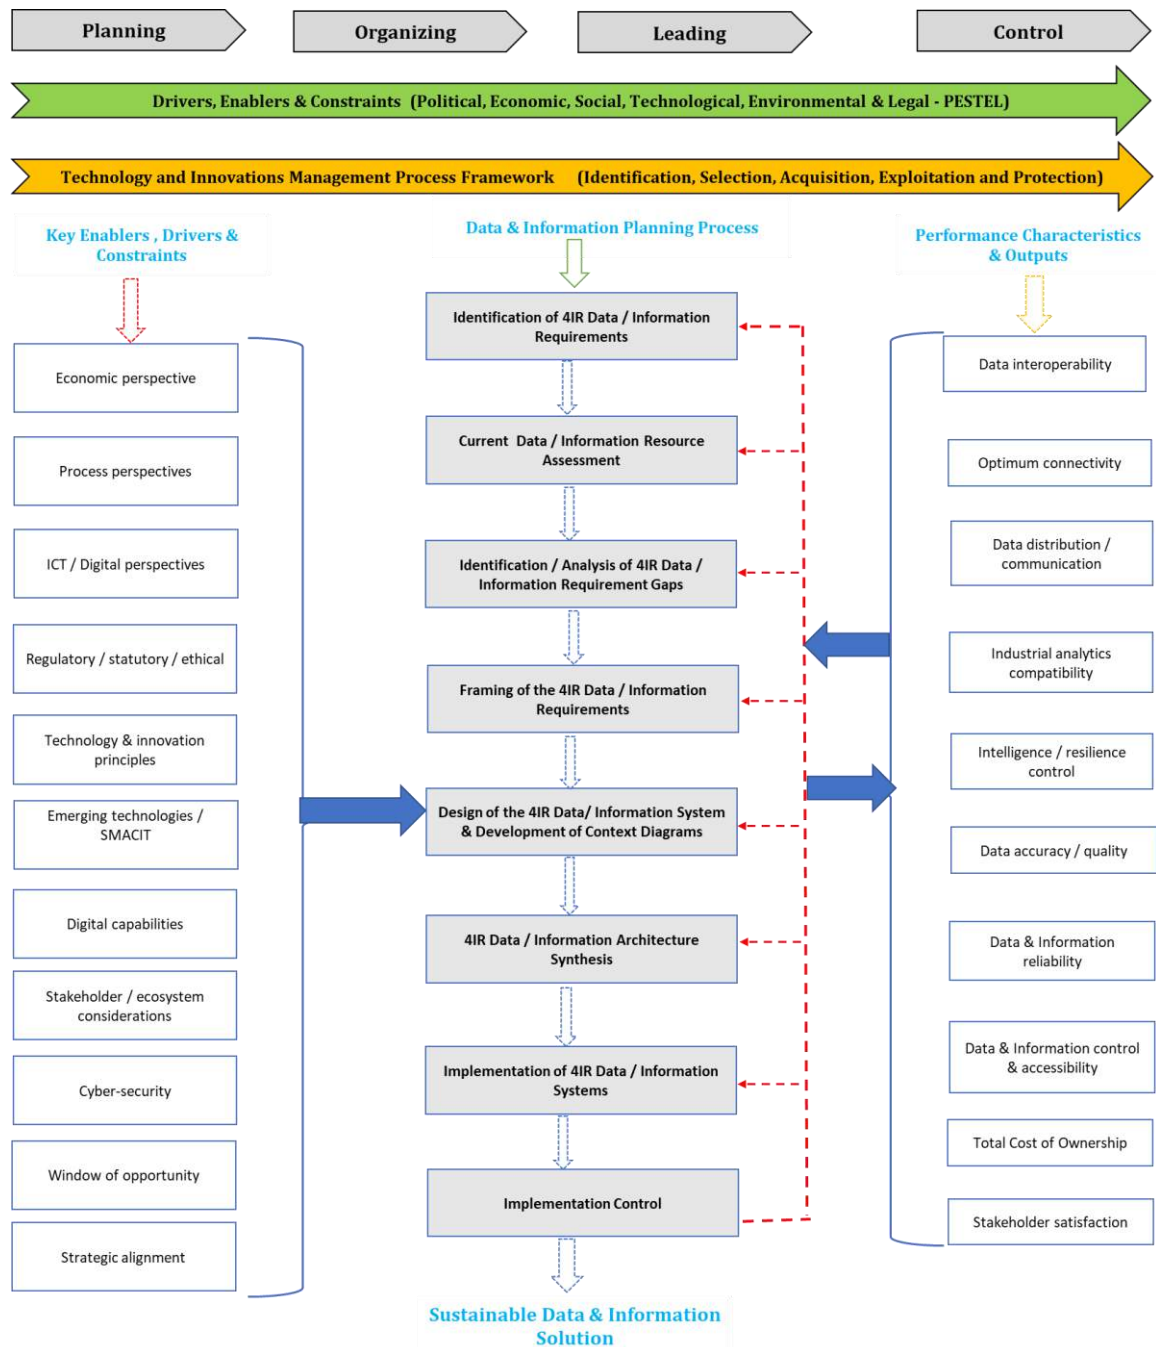 Planning
Organizing
Leading
Control
Drivers, Enablers & Constraints (Political, Economic, Social, Technological, Environmental & Legal - PESTEL)
Technology and Innovations Management Process Framework (Identification, Selection, Acquisition, Exploitation and Protection)
Key Enablers , Drivers &
Constraints
Economic perspective
Process perspectives
ICT / Digital perspectives
Regulatory / statutory / ethical
Technology & innovation
principles
Emerging technologies /
SMACIT
Digital capabilities
Stakeholder / ecosystem
considerations
Cyber-security
Window of opportunity
Strategic alignment
Data & Information Planning Process
Identification of 4IR Data / Information
Requirements
Current Data / Information Resource
Assessment
Identification / Analysis of 4IR Data /
Information Requirement Gaps
Framing of the 4IR Data / Information
Requirements
Design of the 4IR Data/ Information System
& Development of Context Diagrams
4IR Data / Information Architecture
Synthesis
Implementation of 4IR Data / Information
Systems
Implementation Control
Sustainable Data & Information
Solution
Performance Characteristics
& Outputs
Data interoperability
Optimum connectivity
Data distribution /
communication
Industrial analytics
compatibility
Intelligence / resilience
control
Data accuracy / quality
Data & Information
reliability
Data & Information control
& accessibility
Total Cost of Ownership
Stakeholder satisfaction